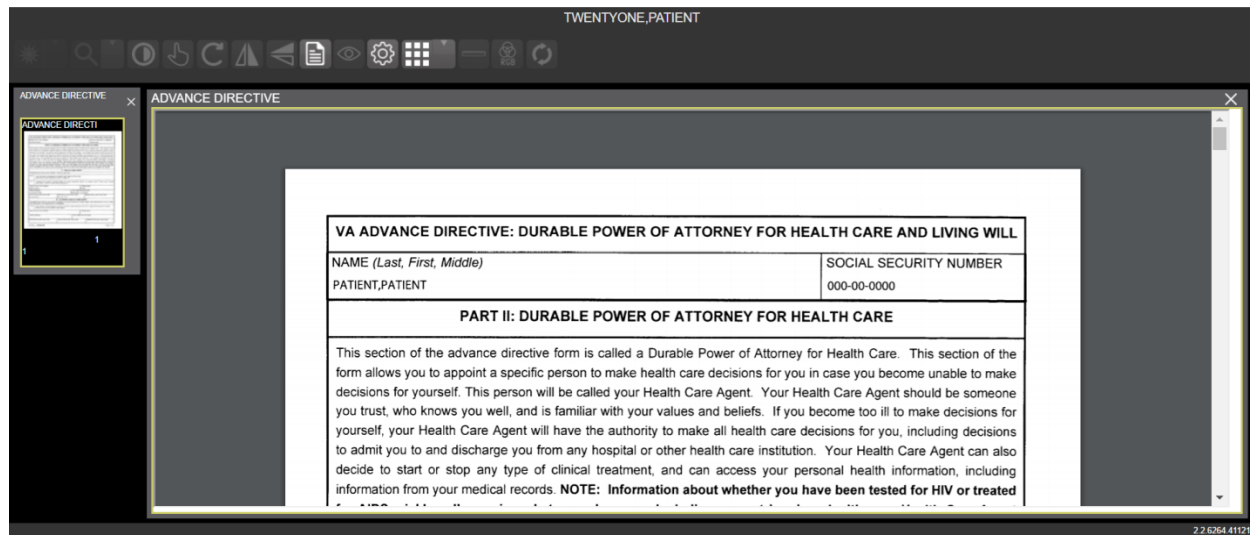 TWENTYONE,PATIENT
RGB
ADVANCE DIRECTIVE
ADVANCE DIRECTI
1
1
ADVANCE DIRECTIVE
VA ADVANCE DIRECTIVE: DURABLE POWER OF ATTORNEY FOR HEALTH CARE AND LIVING WILL
NAME (Last, First, Middle)
PATIENT,PATIENT
SOCIAL SECURITY NUMBER
000-00-0000
PART II: DURABLE POWER OF ATTORNEY FOR HEALTH CARE
This section of the advance directive form is called a Durable Power of Attorney for Health Care. This section of the
form allows you to appoint a specific person to make health care decisions for you in case you become unable to make
decisions for yourself. This person will be called your Health Care Agent. Your Health Care Agent should be someone
you trust, who knows you well, and is familiar with your values and beliefs. If you become too ill to make decisions for
yourself, your Health Care Agent will have the authority to make all health care decisions for you, including decisions
to admit you to and discharge you from any hospital or other health care institution. Your Health Care Agent can also
decide to start or stop any type of clinical treatment, and can access your personal health information, including
information from your medical records. NOTE: Information about whether you have been tested for HIV or treated
2.2.6264.41121